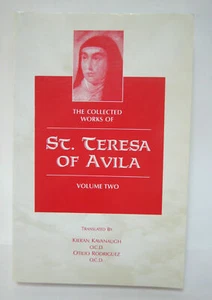 THE COLLECTED
WORKS OF
ST. TERESA
OF AVILA
VOLUME TWO
TRANSLATED BY
KIERAN KAVANAUGH
O.C.D.
OTILIO RODRIGUEZ
O.C.D.